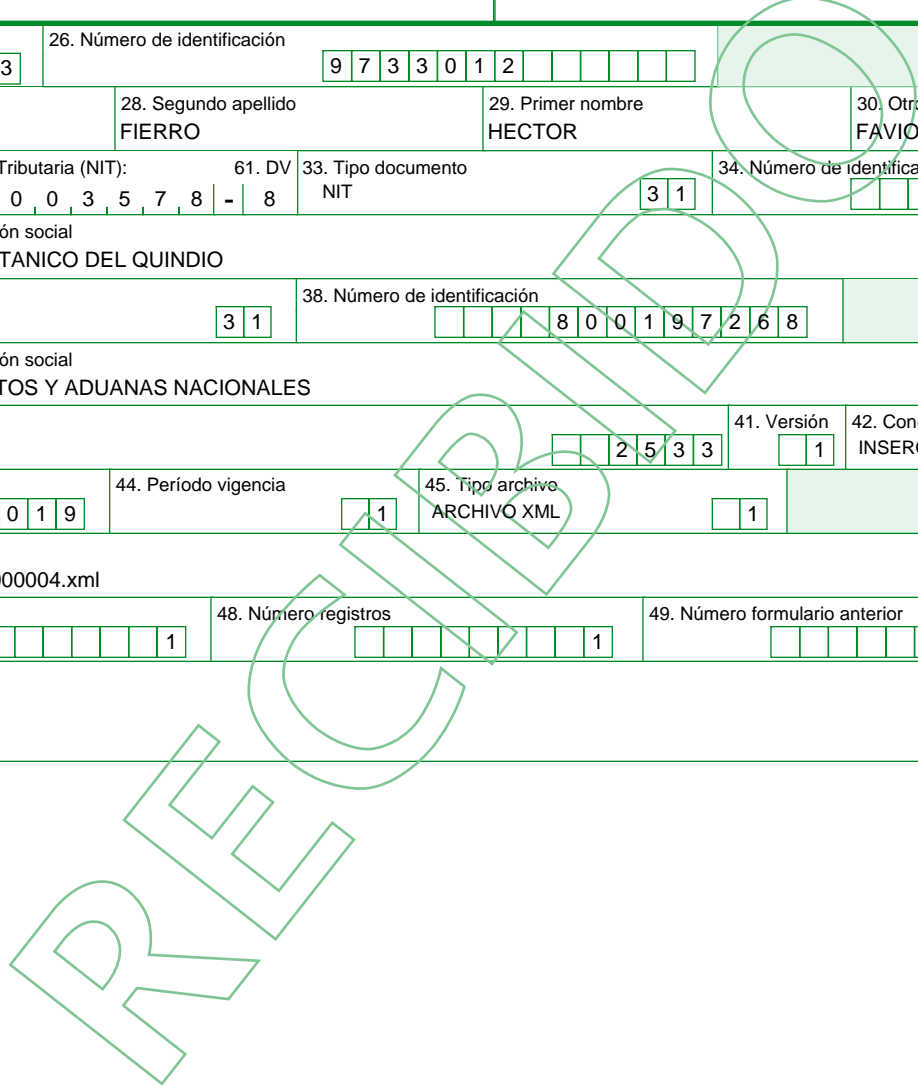 26. Número de identificación
3 9 7 3 3 0 1 2
28. Segundo apellido 29. Primer nombre 30. Otro
FIERRO HECTOR FAVIO
Tributaria (NIT): 61. DV 33. Tipo documento 34. Número de identifica
0 0 3 5 7 8 - 8 NIT 3 1
ón social
TANICO DEL QUINDIO
38. Número de identificación
3 1 8 0 0 1 9 7 2 6 8
ón social
TOS Y ADUANAS NACIONALES
41. Versión 42. Con
2 5 3 3 1 INSER
44. Período vigencia 45. Tipo archivo
0 1 9 1 ARCHIVO XML 1
000004.xml
48. Número registros 49. Número formulario anterior
1 1
RECIBIDO